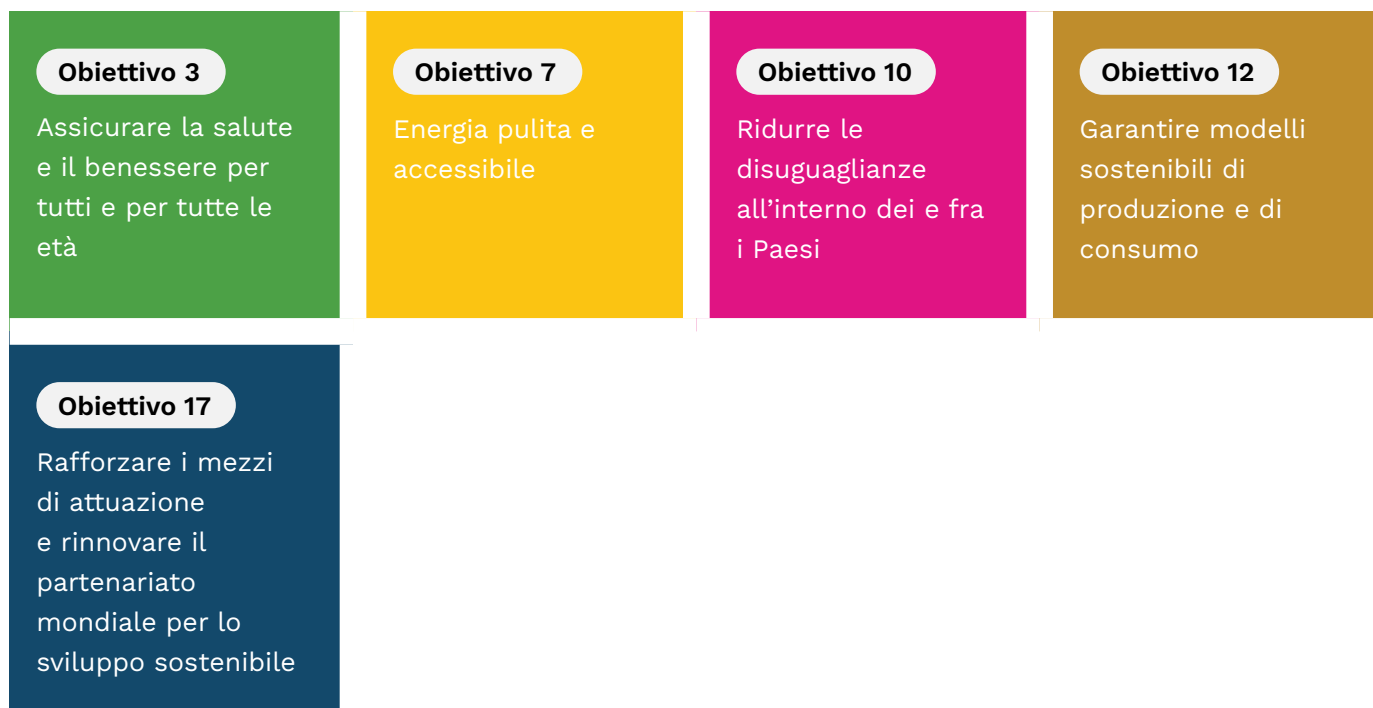 Obiettivo 3
Assicurare la salute
e il benessere per
tutti e per tutte le
età
Obiettivo 7
Energia pulita e
accessibile
Obiettivo 10
Ridurre le
disuguaglianze
all’interno dei e fra
i Paesi
Obiettivo 12
Garantire modelli
sostenibili di
produzione e di
consumo
Obiettivo 17
Rafforzare i mezzi
di attuazione
e rinnovare il
partenariato
mondiale per lo
sviluppo sostenibile